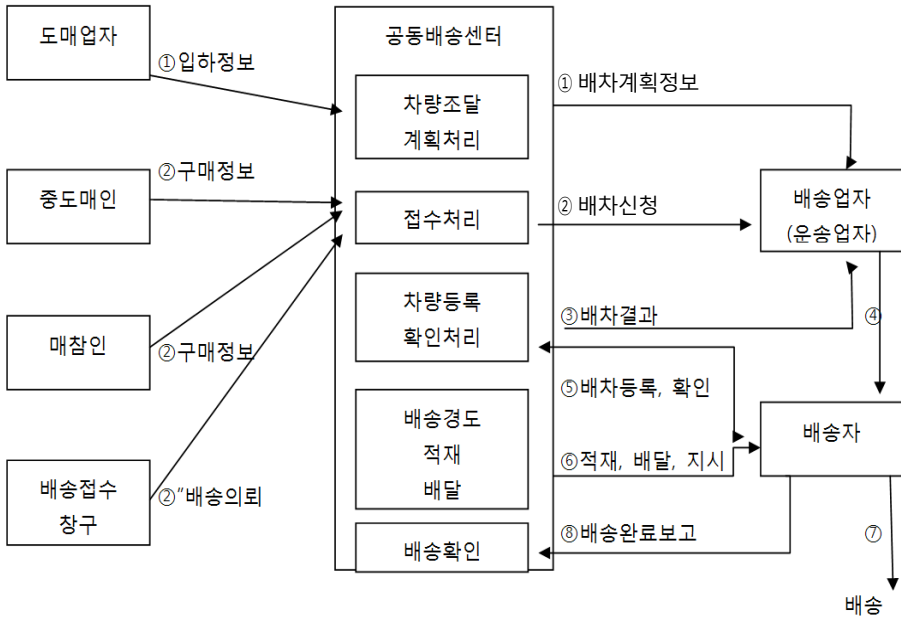 도매업자
①입하정보
중도매인
②구매정보
매참인
②구매정보
배송접수
창구
②"배송의뢰
공동배송센터
차량조달
계획처리
접수처리
차량등록
확인처리
배송경도
적재
배달
배송확인
① 배차계획정보
② 배차신청
③배차결과
⑤배차등록, 확인
⑥적재, 배달, 지시
⑧배송완료보고
배송업자
(운송업자)
④
배송자
⑦
배송